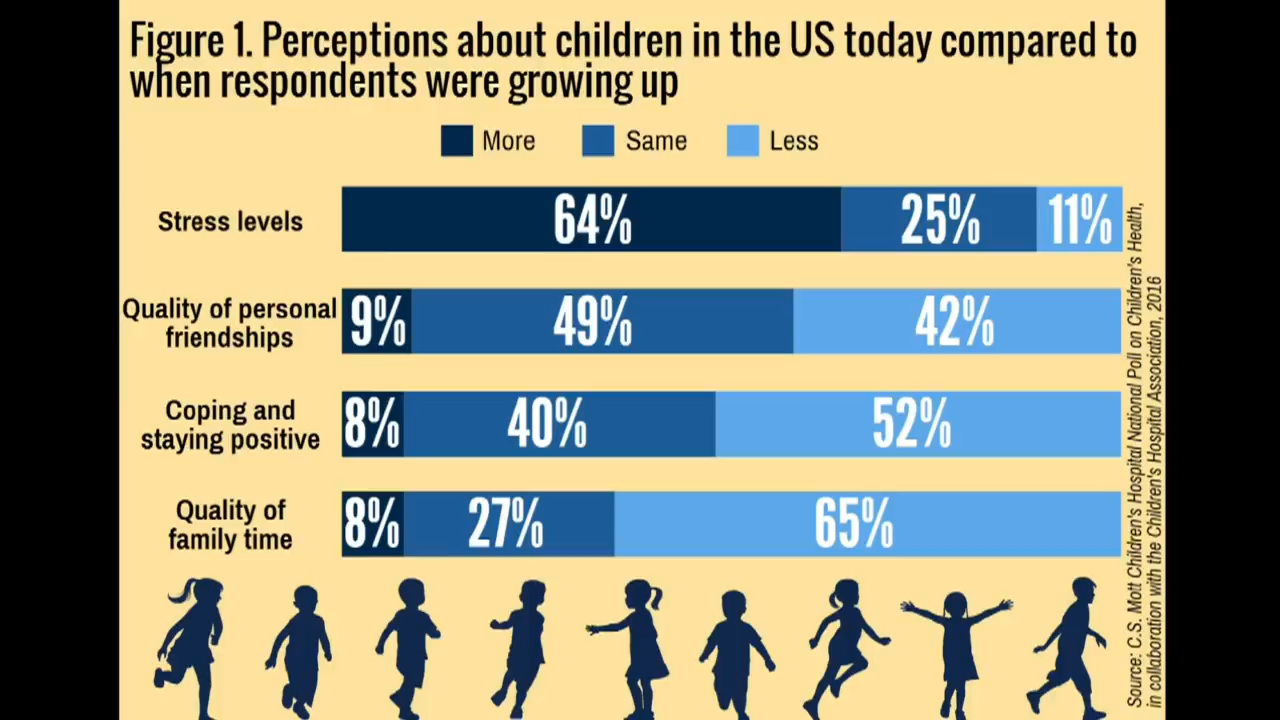 Figure 1. Perceptions about children in the US today compared to
when respondents were growing up
More Same Less
Stress levels
64% 25% 11%
Quality of personal
friendships
9% 49% 42%
Coping and
staying positive
8% 40% 52%
Quality of
family time
8% 27% 65%
Source: C.S. Mott Children's Hospital National Poll on Children's Health,
in collaboration with the Children's Hospital Association, 2016